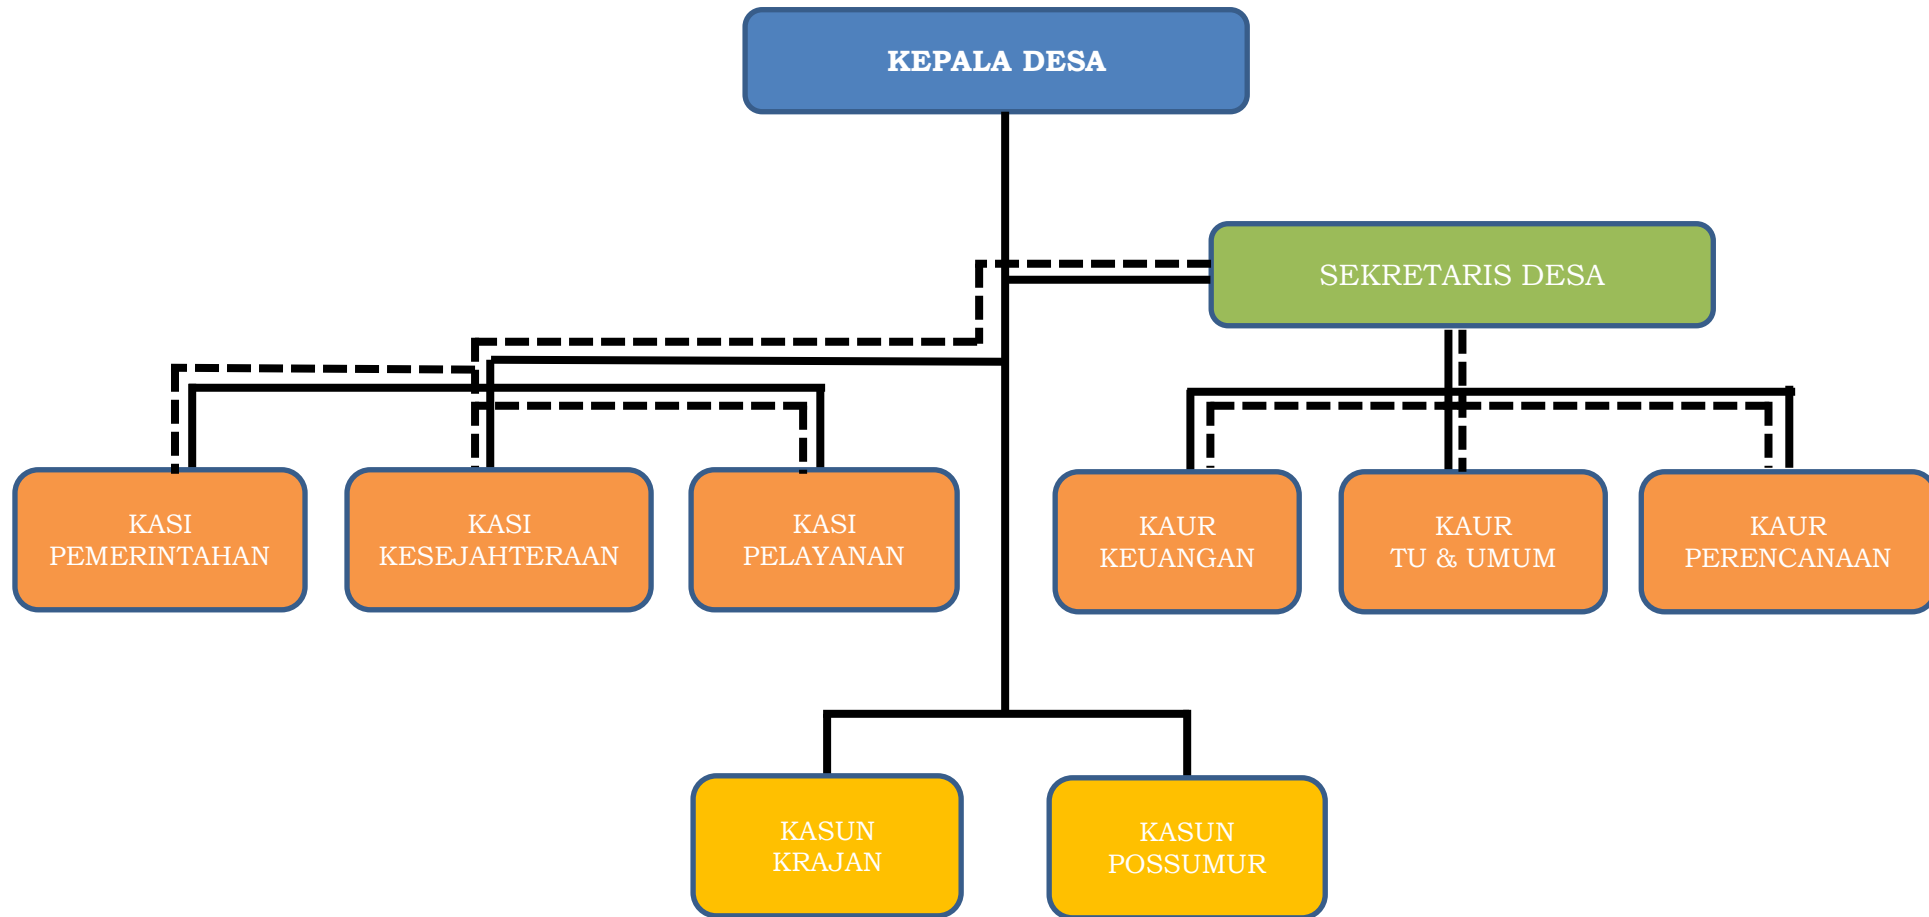 KEPALA DESA
SEKRETARIS DESA
KASI
PEMERINTAHAN
KASI
KESEJAHTERAAN
KASI
PELAYANAN
KAUR
KEUANGAN
KAUR
TU & UMUM
KAUR
PERENCANAAN
KASUN
KRAJAN
KASUN
POSSUMUR